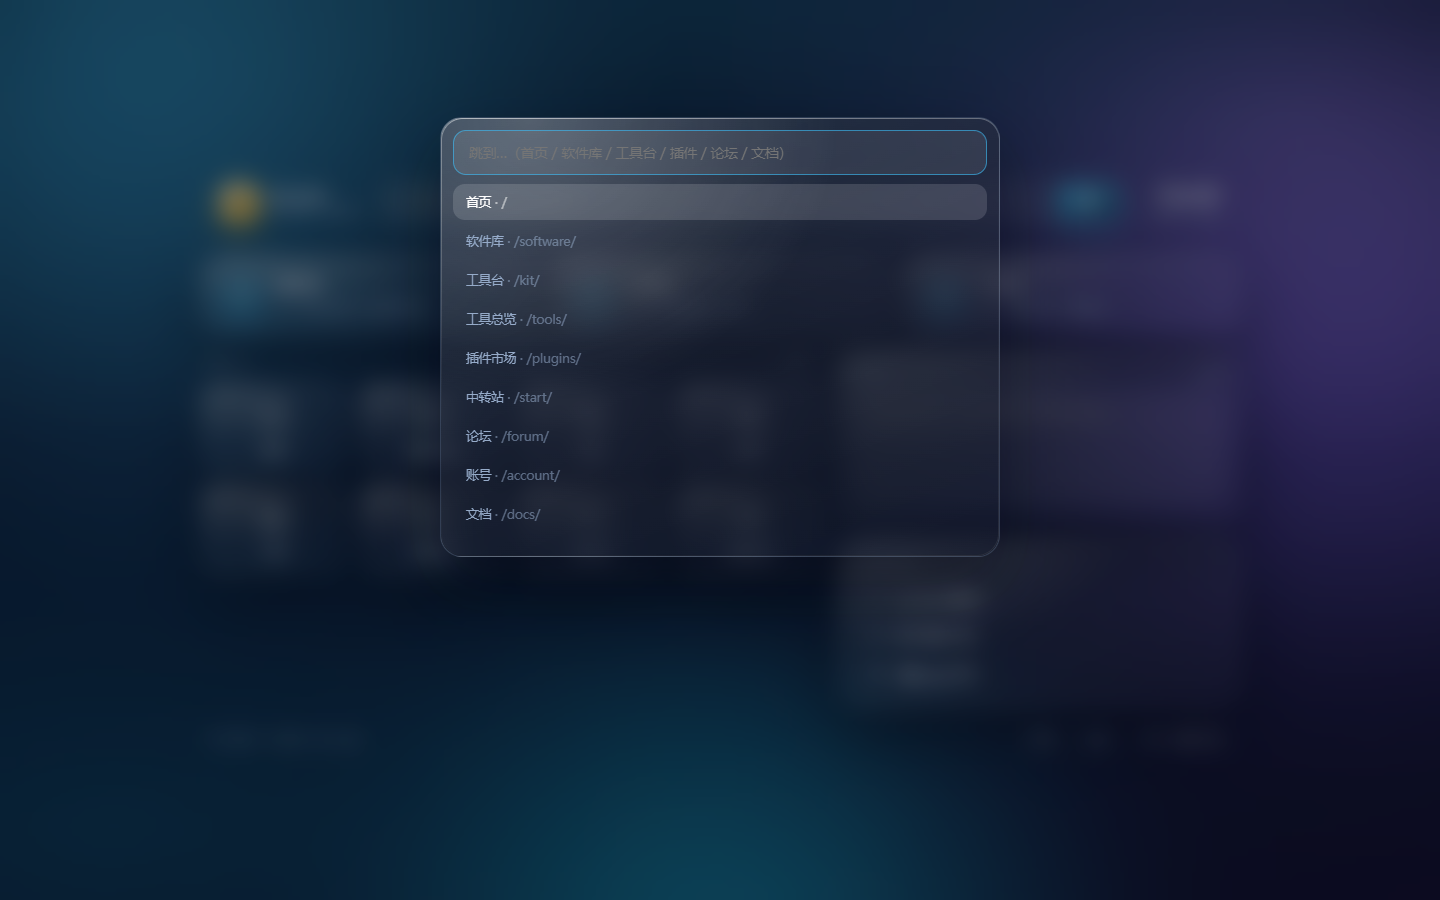 跳到…（首页 / 软件库 / 工具台 / 插件 / 论坛 / 文档）
首页 · /
软件库 · /software/
工具台 · /kit/
工具总览 · /tools/
插件市场 · /plugins/
中转站 · /start/
论坛 · /forum/
账号 · /account/
文档 · /docs/